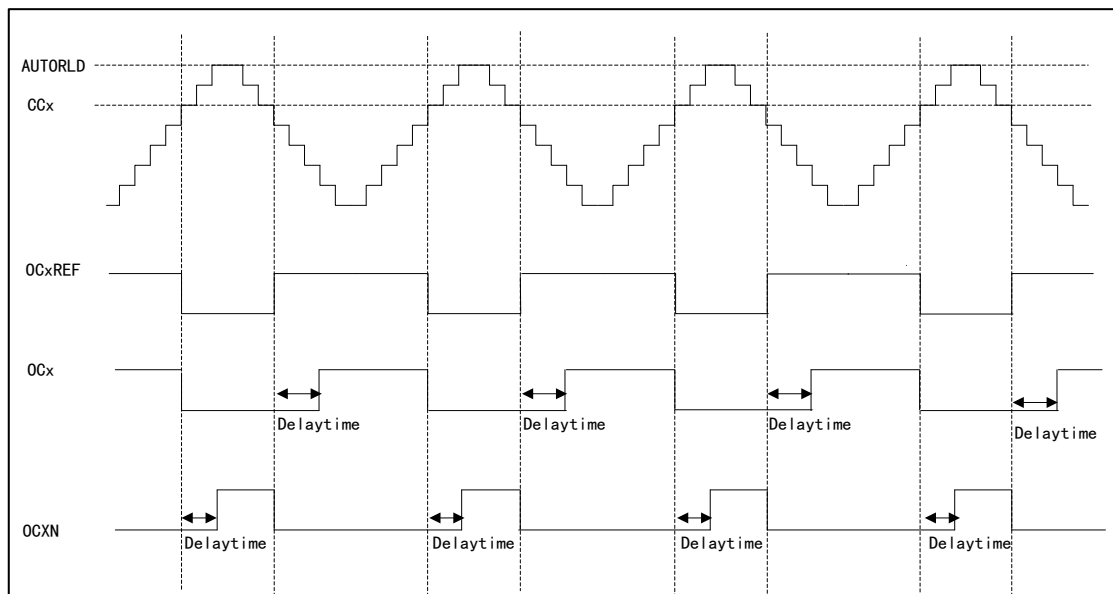 AUTORLD
CCx
OCxREF
OCx
Delaytime
Delaytime
Delaytime
Delaytime
OCXN
Delaytime
Delaytime
Delaytime
Delaytime